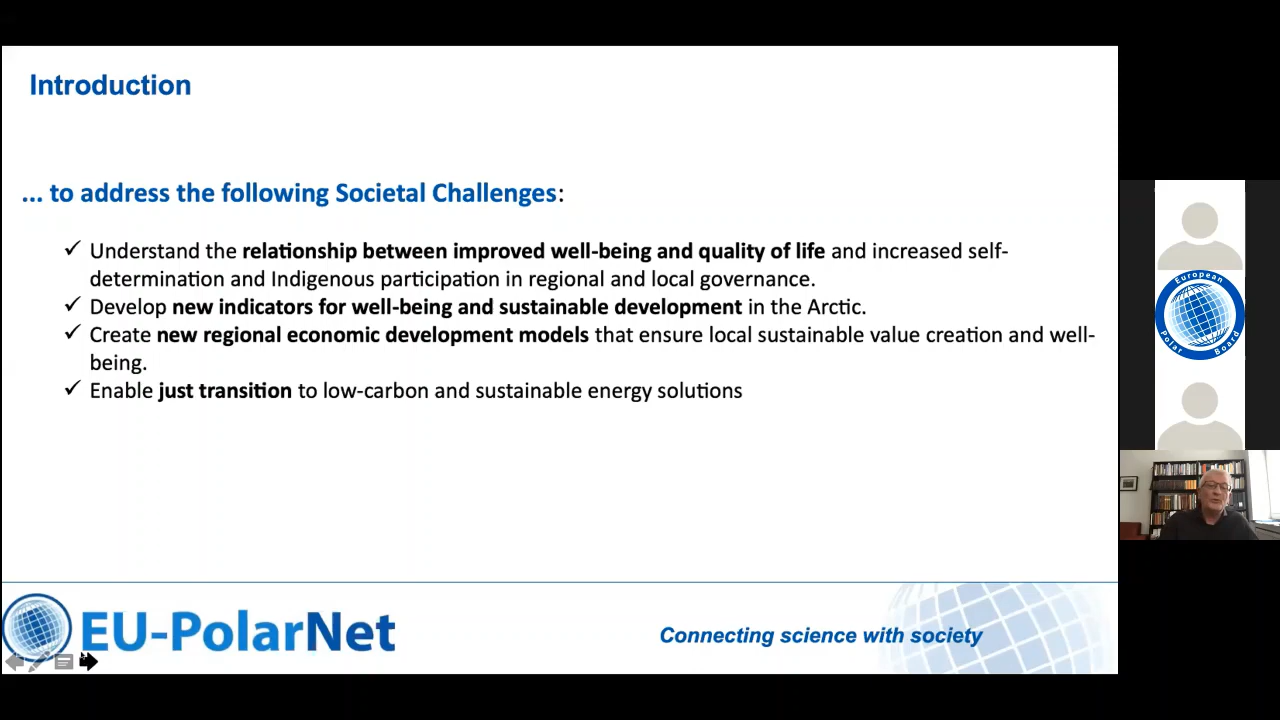 Introduction
... to address the following Societal Challenges:
✓ Understand the relationship between improved well-being and quality of life and increased self-
determination and Indigenous participation in regional and local governance.
✓ Develop new indicators for well-being and sustainable development in the Arctic.
✓ Create new regional economic development models that ensure local sustainable value creation and well-
being.
✓ Enable just transition to low-carbon and sustainable energy solutions
EU-PolarNet
Connecting science with society
European
Polar Board